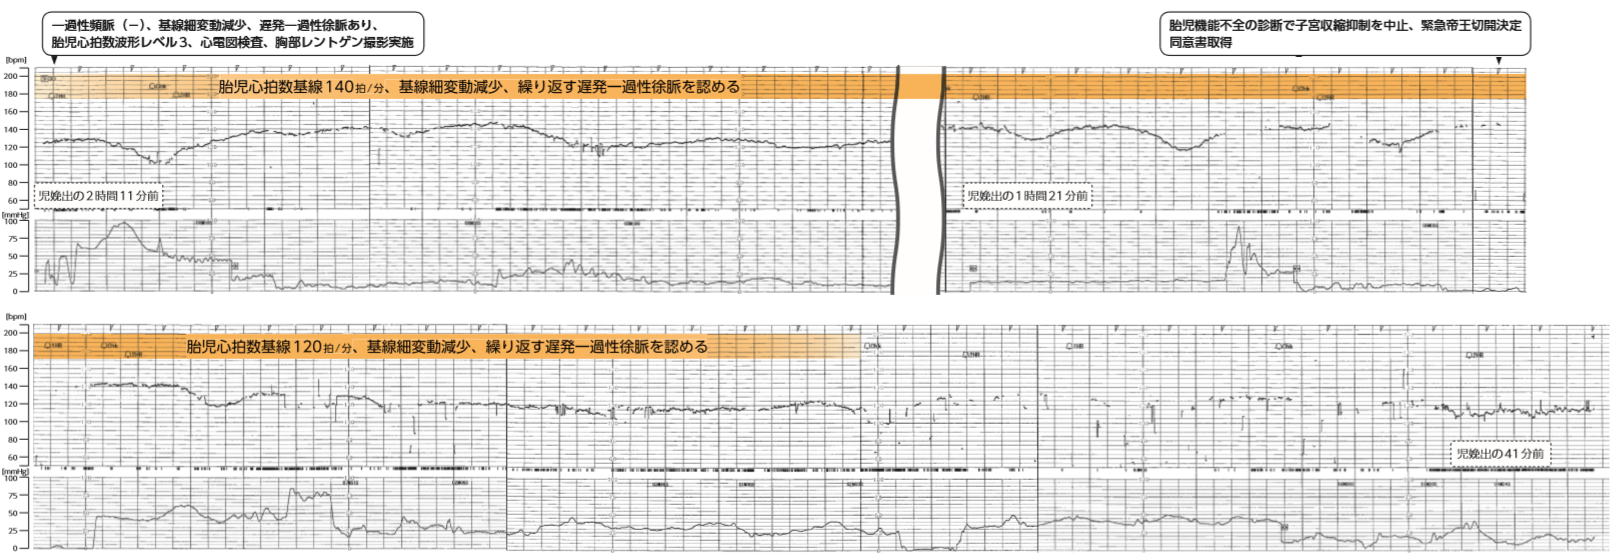 一過性頻脈（－）、基線細変動減少、遅発一過性徐脈あり、
胎児心拍数波形レベル3、心電図検査、胸部レントゲン撮影実施
胎児機能不全の診断で子宮収縮抑制を中止、緊急帝王切開決定
同意書取得
[bpm]
200
180
160
140
120
100
80
60
胎児心拍数基線140拍/分、基線細変動減少、繰り返す遅発一過性徐脈を認める
児娩出の2時間11分前
児娩出の1時間21分前
[mmHg]
100
75
50
25
0
[bpm]
200
180
160
140
120
100
80
60
胎児心拍数基線120拍/分、基線細変動減少、繰り返す遅発一過性徐脈を認める
児娩出の41分前
[mmHg]
100
75
50
25
0